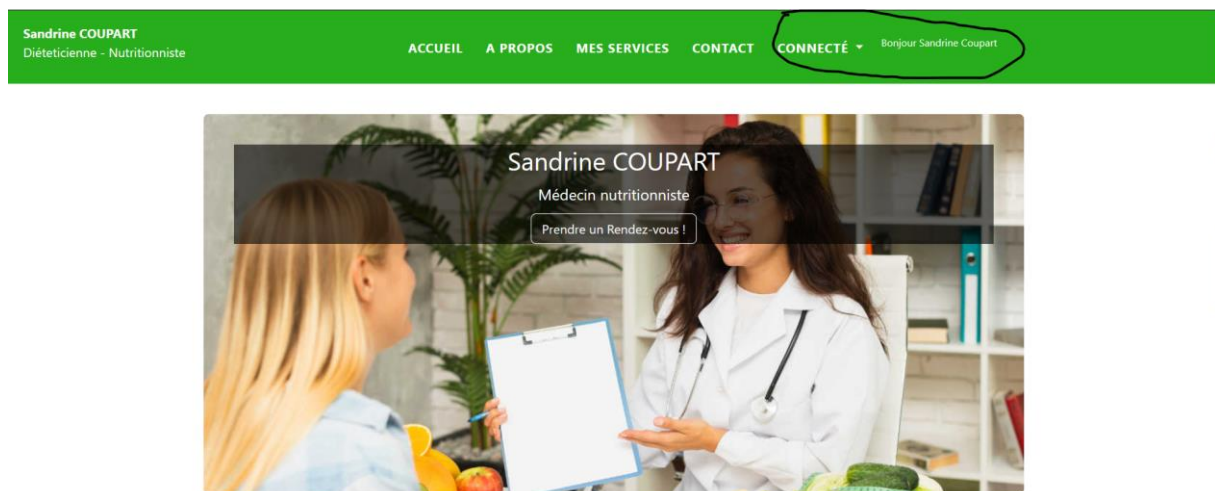 Sandrine COUPART
Diéteticienne - Nutritionniste
ACCUEIL A PROPOS MES SERVICES CONTACT CONNECTÉ Bonjour Sandrine Coupart
Sandrine COUPART
Médecin nutritionniste
Prendre un Rendez-vous !